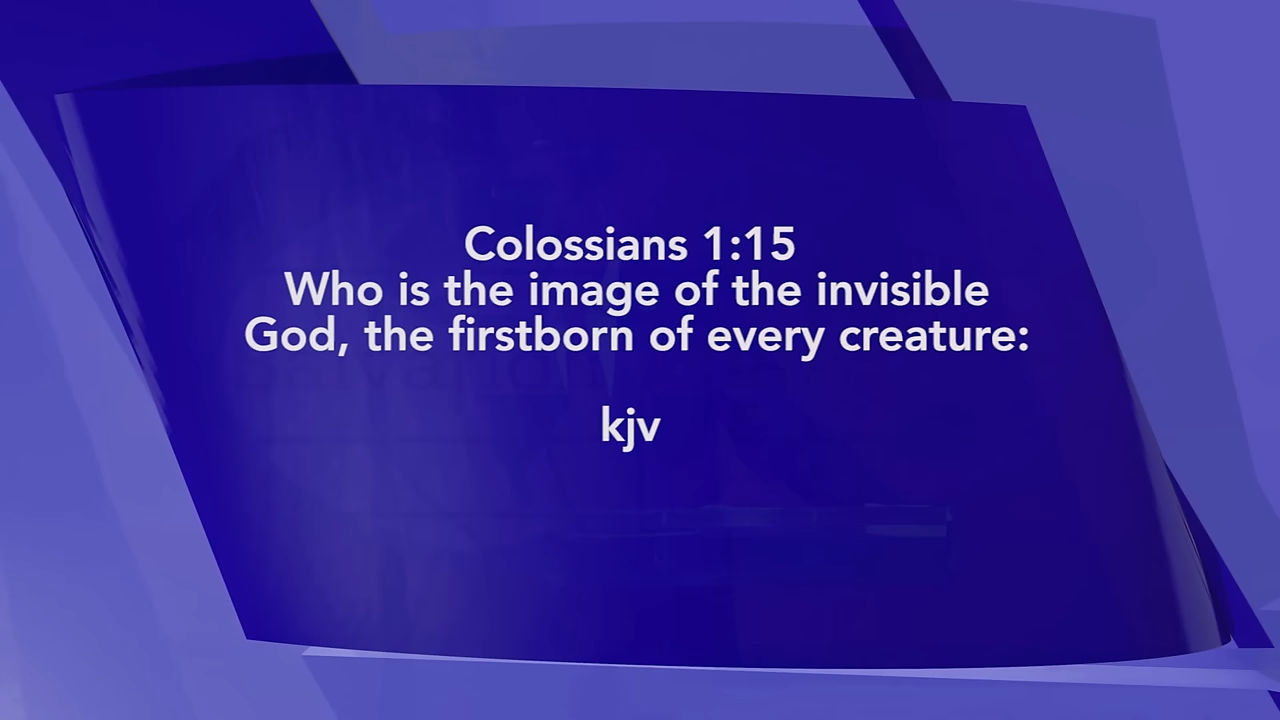 Colossians 1:15
Who is the image of the invisible
God, the firstborn of every creature:
kjv